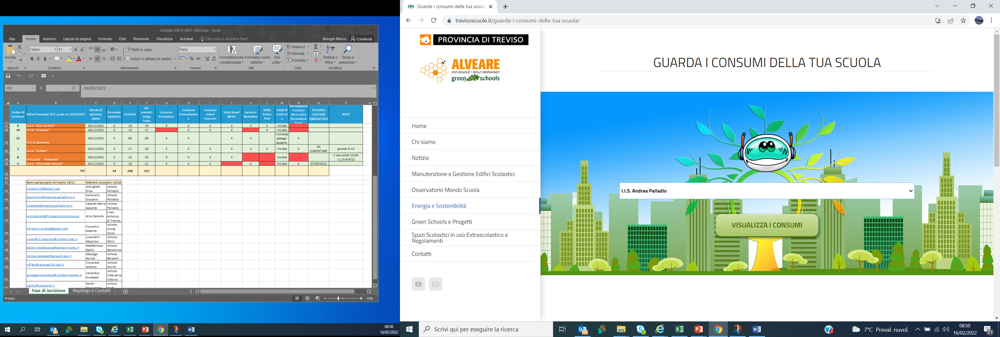 Contatti GSC9_2021-2022.xlsx - Excel
File Home Inserisci Layout di pagina Formule Dati Revisione Visualizza Acrobat Che cosa si desidera fare? Bisogni Marco Condividi
Incolla
Calibri 11
G C S
Testo a capo
Unisci e allinea al centro
Data
% 000
Formattazione condizionale
Formatta come tabella
Stili cella
Inserisci
Elimina
Formato
Ordina e filtra
Trova e seleziona
Appunti Carattere Allineamento Numeri Stili Celle Modifica
O9 fx 03/03/2022
A B C D E F G H I J K L M N O P Q
1 Ordine di iscrizione Istituti Secondari di 2° grado a.s 2020/2021 Scheda di adesione (data) Personale Scolastico Studenti tot. membri Enegy Team Corcorso formazione Concorso Comunicazione Concorso Azioni Concrete Visita Smart Meter Incontro facetoface Visita Fenice Park Email di conferma Partecipazione evento 18.11.2021 (formazione base) Incontro CUSTODE ENERGETICO NOTE
22 6 I.S.I.S. "G.B."Cerletti" 16/12/2021 3 10 13 X X X X X X Inviata
28 10 I.S.I.S. "A.Scarpa" 18/12/2021 3 14 17 X X X X Inviata
29 11 I.T.C.G Sansovino 18/12/2021 3 63 66 X X X X richiesta dettagli studenti X
30 2 I.S.I.S. "A.Obici" 16/11/2021 3 17 20 X X X X X X Inviata X DA CONTATTARE giovedì 9-13
36 8 I.P.S.S.A.R "Beltrame" 18/12/2021 3 23 26 X X X X Inviata il mercoledì 10.30-11,15 9/3/22
38 3 I.S.I.S. "Città della Vittoria" 26/11/2021 5 16 21 X X X X Inviata X 07/03/2022
39 Tot 44 208 252
40
41 Nomi partecipanti all'evento 18/11 Referenti scolastici Istituti
42 elisaldr123@gmail.com Aldrighetti Elisa Istituto Palladio
43 gsartorello@meeting.palladio-tv.it Sartorello Giovanni Istituto Palladio
44 mcataldo@meeting.palladio-tv.it Cataldo Maria Assunta Istituto Palladio
45 arca.daniela@liceoartisticotreviso.eu Arca Daniela Liceo Artistico di Treviso
46 fiorentini.scienze@gmail.com Fiorentini Roberta Istituto Giorgi Fermi
47 lunardelli.massimo@isisobici.edu.it Lunardelli Massimo Istituto Obici
48 egidio.maddalosso@sansovino.edu.it Maddalosso Egidio Istituto Sansovino
49 norma.mazzega@barsanti.edu.it Mazzega Norma Istituto Barsanti
50 uff-tec@ipsia-galilei.edu.it Ciccarese Antonio Istituto Galilei
51 giuseppe.carambia@iisvittorioveneto.it Carambia Giuseppe Istituto Città della Vittoria
sartor@isissverdi.it Sartor Istituto
Fase di iscrizione Riepilogo e Contatti
Pronto 70%
08:50
16/02/2022
Guarda i consumi della tua scuola
trevisoscuole.it/guarda-i-consumi-della-tua-scuola/
PROVINCIA DI TREVISO
ALVEARE
100 SCUOLE 1 SOLO PATRIMONIO
green schools
Home
Chi siamo
Notizie
Manutenzione e Gestione Edifici Scolastici
Osservatorio Mondo Scuola
Energia e Sostenibilità
Green Schools e Progetti
Spazi Scolastici in uso Extrascolastico e
Regolamenti
Contatti
GUARDA I CONSUMI DELLA TUA SCUOLA
I.I.S. Andrea Palladio
VISUALIZZA I CONSUMI
Scrivi qui per eseguire la ricerca
7°C Preval. nuvol.
08:50
16/02/2022
23